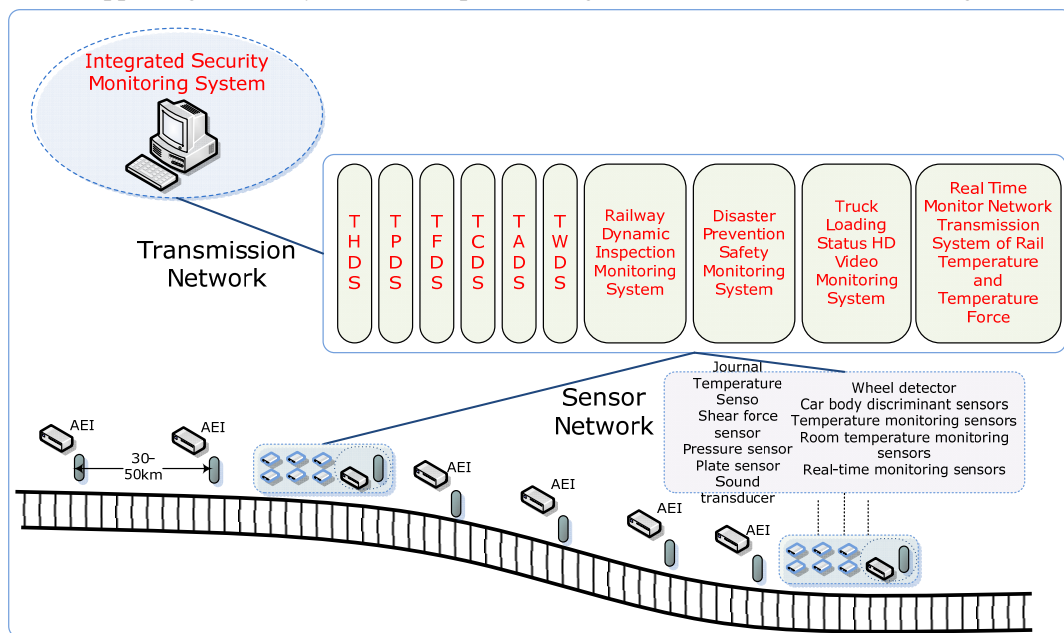 Integrated Security
Monitoring System
Transmission
Network
T
H
D
S
T
P
D
S
T
F
D
S
T
C
D
S
T
A
D
S
T
W
D
S
Railway
Dynamic
Inspection
Monitoring
System
Disaster
Prevention
Safety
Monitoring
System
Truck
Loading
Status HD
Video
Monitoring
System
Real Time
Monitor Network
Transmission
System of Rail
Temperature
and
Temperature
Force
Sensor
Network
Journal
Temperature
Senso
Shear force
sensor
Pressure sensor
Plate sensor
Sound
transducer
Wheel detector
Car body discriminant sensors
Temperature monitoring sensors
Room temperature monitoring
sensors
Real-time monitoring sensors
AEI
AEI
30–
50km
AEI
AEI
AEI
AEI